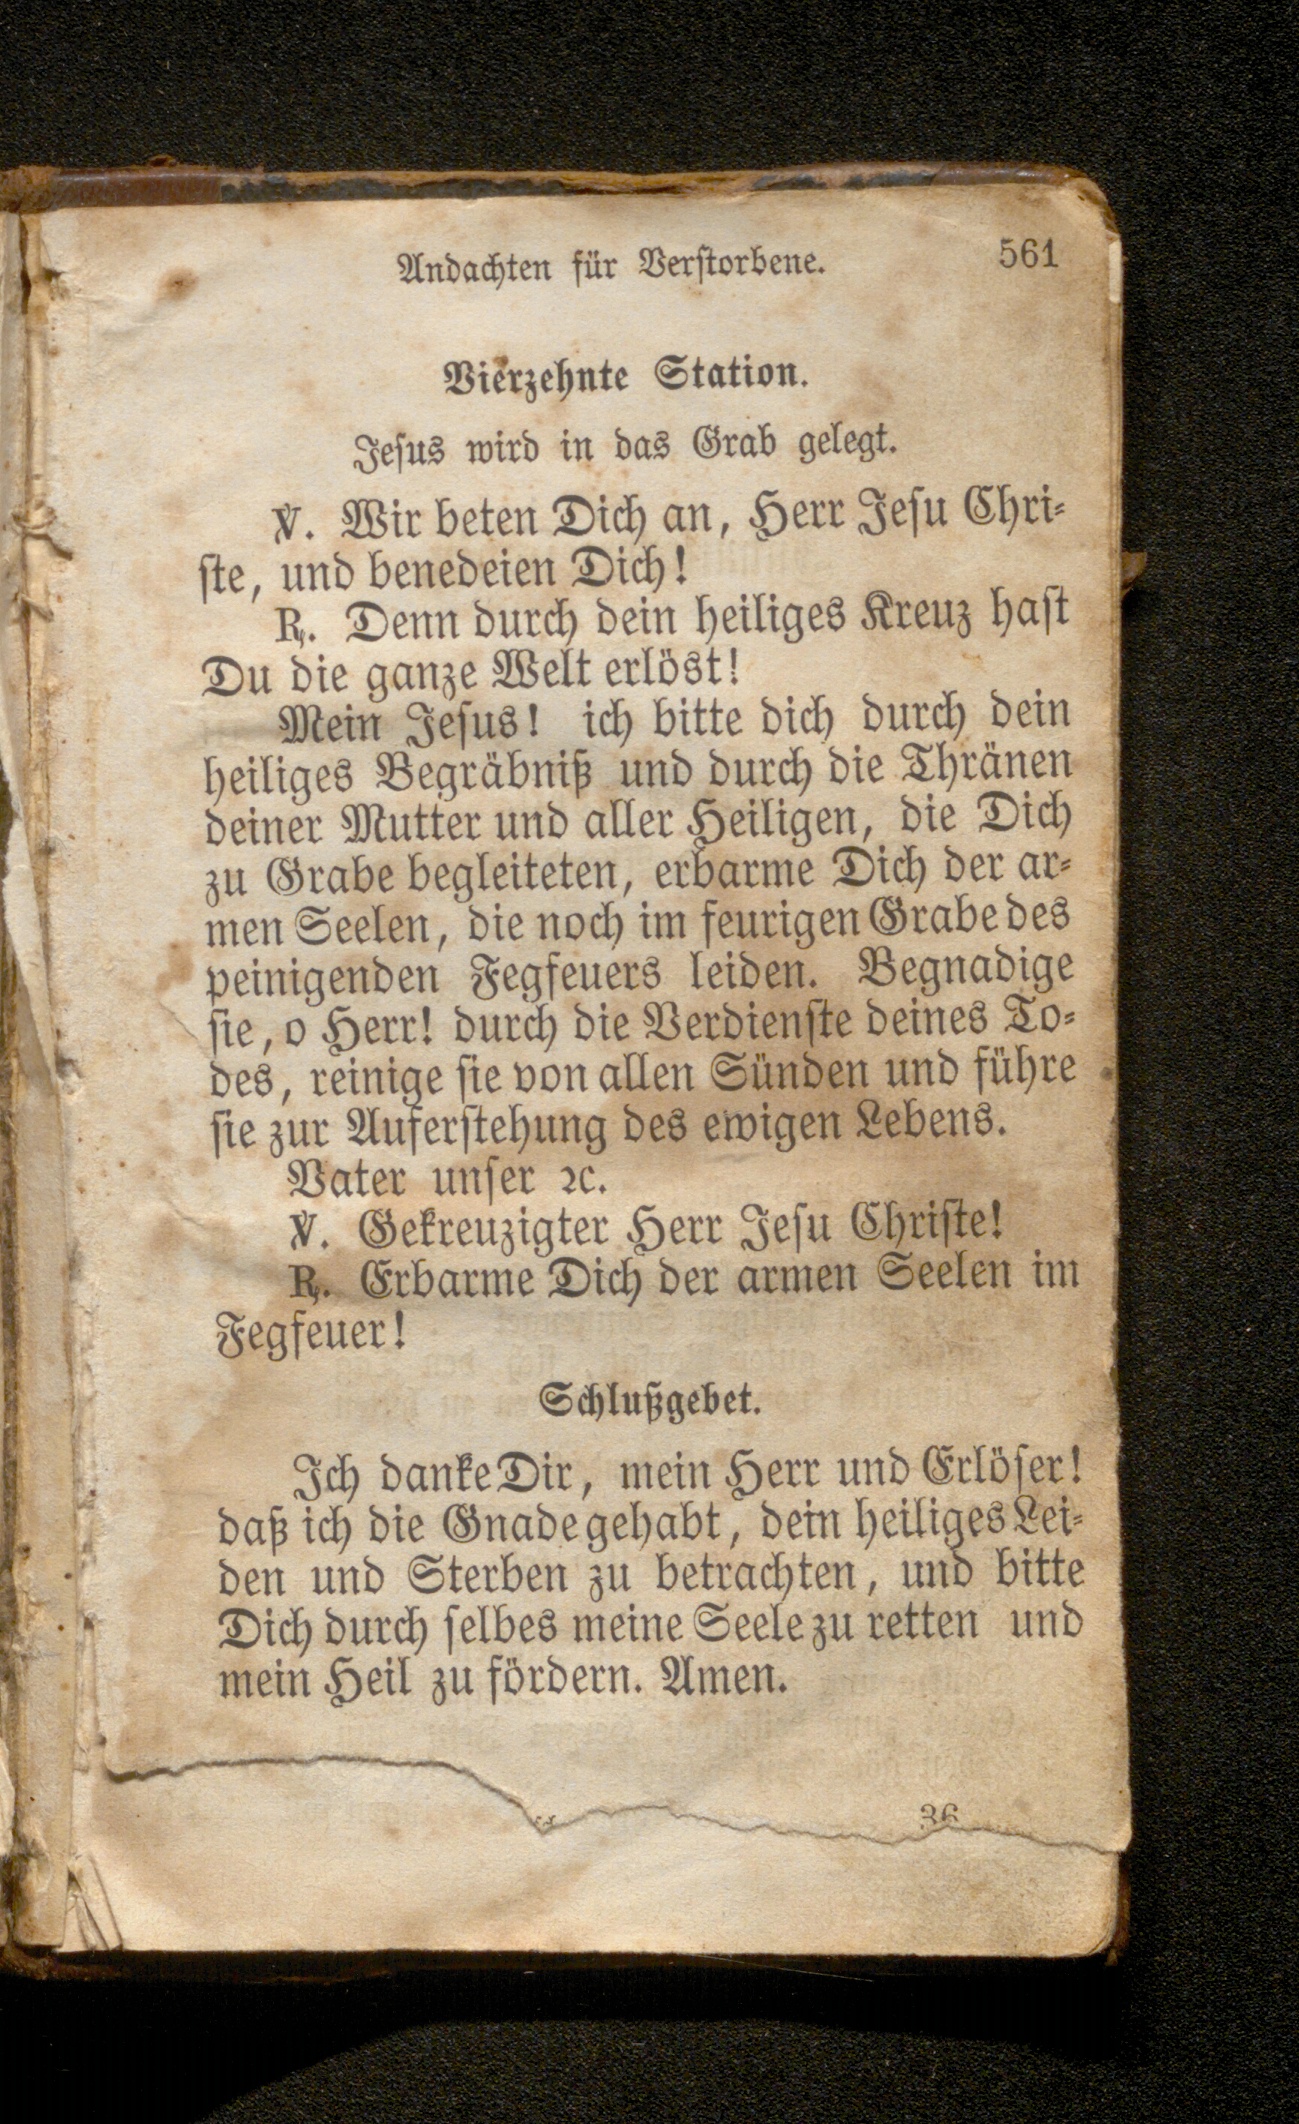 Andachten für Verstorbene. 561
Vierzehnte Station.
Jesus wird in das Grab gelegt.
℣. Wir beten Dich an, Herr Jesu Chri-
ste, und benedeien Dich!
℟. Denn durch dein heiliges Kreuz hast
Du die ganze Welt erlöst!
Mein Jesus! ich bitte dich durch dein
heiliges Begräbniß und durch die Thränen
deiner Mutter und aller Heiligen, die Dich
zu Grabe begleiteten, erbarme Dich der ar-
men Seelen, die noch im feurigen Grabe des
peinigenden Fegfeuers leiden. Begnadige
sie, o Herr! durch die Verdienste deines To-
des, reinige sie von allen Sünden und führe
sie zur Auferstehung des ewigen Lebens.
Vater unser ꝛc.
℣. Gekreuzigter Herr Jesu Christe!
℟. Erbarme Dich der armen Seelen im
Fegfeuer!
Schlußgebet.
Ich danke Dir, mein Herr und Erlöser!
daß ich die Gnade gehabt, dein heiliges Lei-
den und Sterben zu betrachten, und bitte
Dich durch selbes meine Seele zu retten und
mein Heil zu fördern. Amen.
36